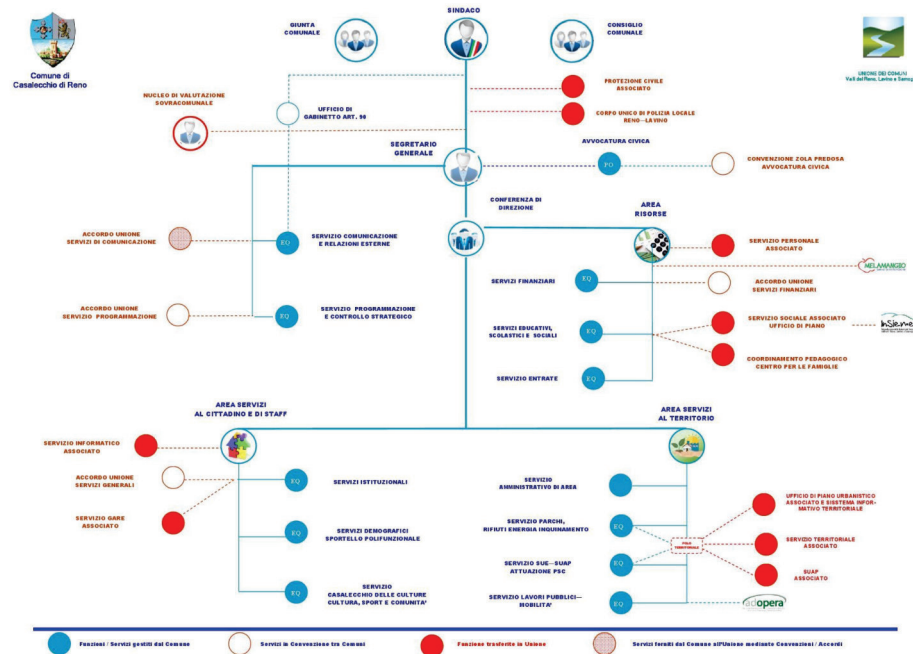 SINDACO
GIUNTA
COMUNALE
CONSIGLIO
COMUNALE
Comune di
Casalecchio di Reno
UNIONE DEI COMUNI
Valli del Reno, Lavino e Samoggia
NUCLEO DI VALUTAZIONE
SOVRACOMUNALE
UFFICIO DI
GABINETTO ART. 90
PROTEZIONE CIVILE
ASSOCIATO
CORPO UNICO DI POLIZIA LOCALE
RENO—LAVINO
SEGRETARIO
GENERALE
AVVOCATURA CIVICA
PO
CONVENZIONE ZOLA PREDOSA
AVVOCATURA CIVICA
CONFERENZA DI
DIREZIONE
AREA
RISORSE
ACCORDO UNIONE
SERVIZI DI COMUNICAZIONE
EQ
SERVIZIO COMUNICAZIONE
E RELAZIONI ESTERNE
SERVIZIO PERSONALE
ASSOCIATO
MELAMANGIO
SERVIZI FINANZIARI
EQ
ACCORDO UNIONE
SERVIZI FINANZIARI
ACCORDO UNIONE
SERVIZIO PROGRAMMAZIONE
EQ
SERVIZIO PROGRAMMAZIONE
E CONTROLLO STRATEGICO
SERVIZI EDUCATIVI,
SCOLASTICI E SOCIALI
EQ
SERVIZIO SOCIALE ASSOCIATO
UFFICIO DI PIANO
InSieme
COORDINAMENTO PEDAGOGICO
CENTRO PER LE FAMIGLIE
SERVIZIO ENTRATE
EQ
AREA SERVIZI
AL CITTADINO E DI STAFF
AREA SERVIZI
AL TERRITORIO
SERVIZIO INFORMATICO
ASSOCIATO
ACCORDO UNIONE
SERVIZI GENERALI
SERVIZIO GARE
ASSOCIATO
EQ
SERVIZI ISTITUZIONALI
EQ
SERVIZI DEMOGRAFICI
SPORTELLO POLIFUNZIONALE
EQ
SERVIZIO
CASALECCHIO DELLE CULTURE
CULTURA, SPORT E COMUNITA'
SERVIZIO
AMMINISTRATIVO DI AREA
SERVIZIO PARCHI,
RIFIUTI ENERGIA INQUINAMENTO
EQ
SERVIZIO SUE—SUAP
ATTUAZIONE PSC
EQ
SERVIZIO LAVORI PUBBLICI—
MOBILITA'
EQ
POLO
TERRITORIALE
UFFICIO DI PIANO URBANISTICO
ASSOCIATO E SISSTEMA INFOR-
MATIVO TERRITORIALE
SERVIZIO TERRITORIALE
ASSOCIATO
SUAP
ASSOCIATO
adopera
Funzioni / Servizi gestiti dal Comune
Servizi in Convenzione tra Comuni
Funzione trasferite in Unione
Servizi forniti dal Comune all'Unione mediante Convenzioni / Accordi